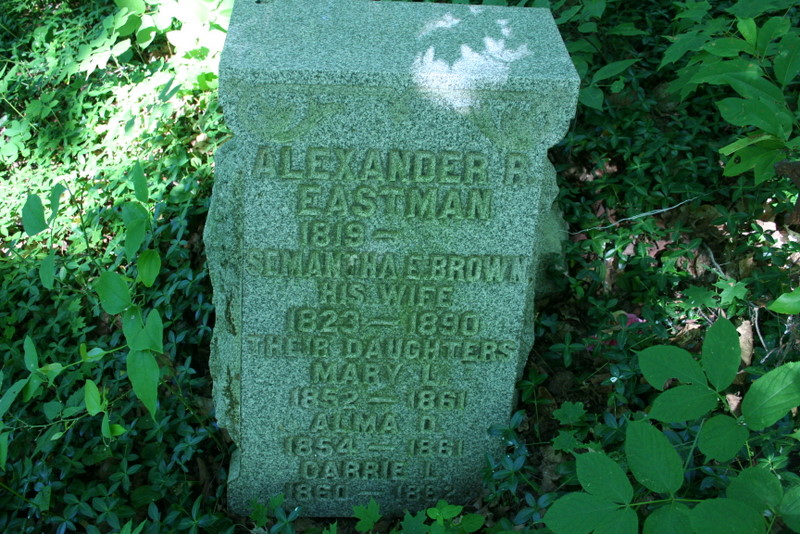 ALEXANDER P.
EASTMAN
1819 —
SEMANTHA E. BROWN
HIS WIFE
1823 — 1890
THEIR DAUGHTERS
MARY L.
1852 — 1861
ALMA D.
1854 — 1861
CARRIE L.
1860 —